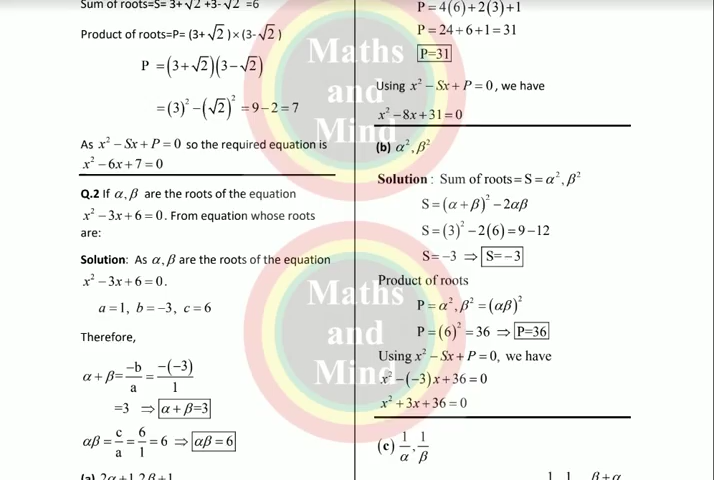 Sum of roots=S= 3+√2 +3-√2 =6
Product of roots=P= (3+√2)×(3-√2)
P =(3+√2)(3−√2)
=(3)²−(√2)²=9−2=7
As x²−Sx+P=0 so the required equation is
x²−6x+7=0
Q.2 If α,β are the roots of the equation
x²−3x+6=0. From equation whose roots
are:
Solution: As α,β are the roots of the equation
x²−3x+6=0.
a=1, b=−3, c=6
Therefore,
α+β=-b/a=−(−3)/1
=3 ⇒ α+β=3
αβ=c/a=6/1=6 ⇒ αβ=6
(a) 2α+1,2β+1
P=4(6)+2(3)+1
P=24+6+1=31
P=31
Using x²−Sx+P=0, we have
x²−8x+31=0
(b) α²,β²
Solution : Sum of roots=S=α²,β²
S=(α+β)²−2αβ
S=(3)²−2(6)=9−12
S=−3 ⇒ S=−3
Product of roots
P=α²,β²=(αβ)²
P=(6)²=36 ⇒ P=36
Using x²−Sx+P=0, we have
x²−(−3)x+36=0
x²+3x+36=0
(c) 1/α,1/β
1 1 β+α
Maths
and
Mind
Maths
and
Mind